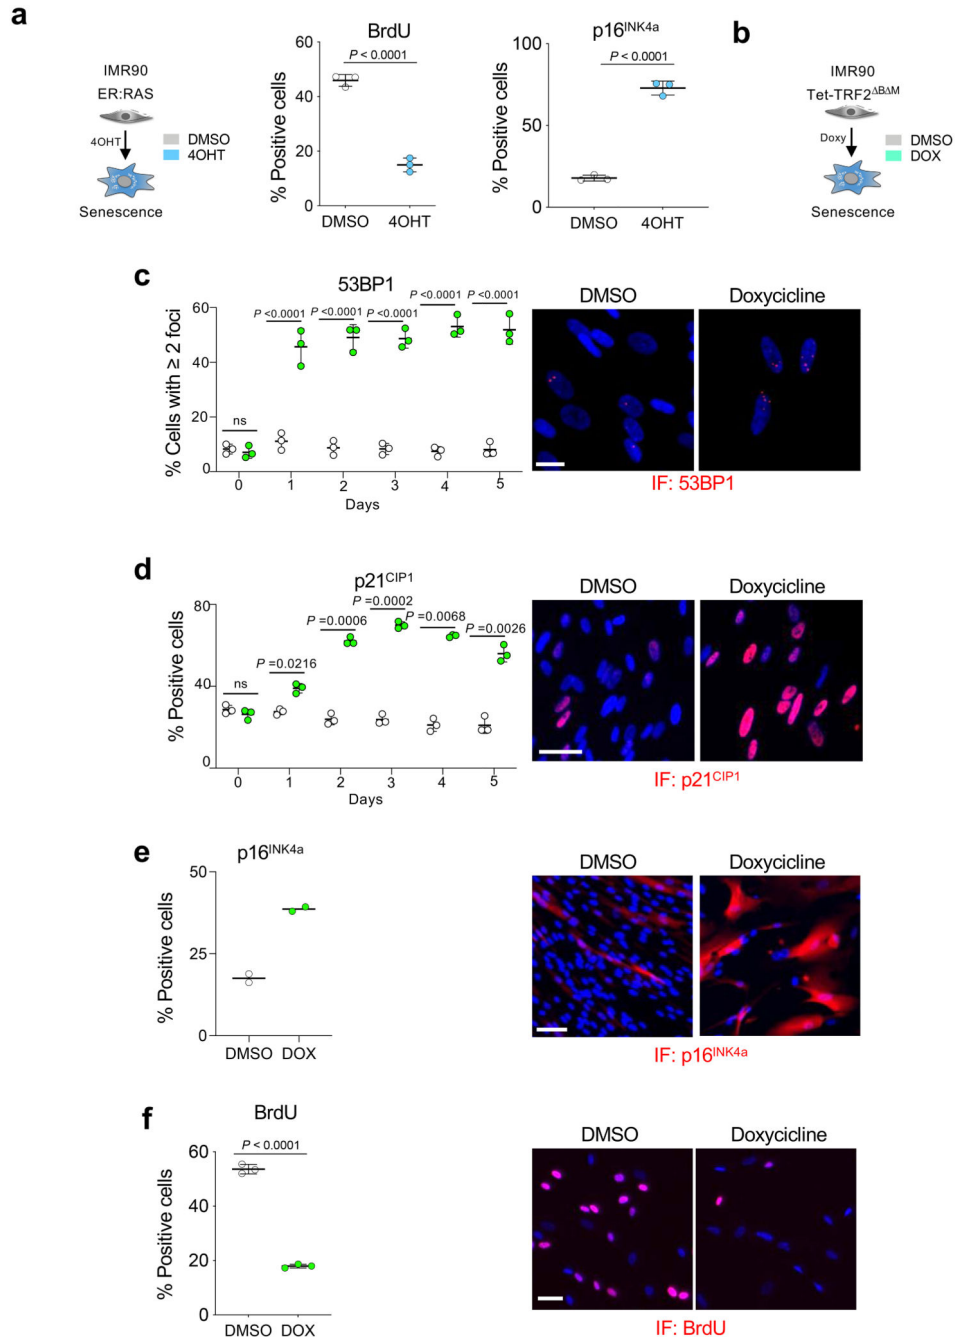 a
IMR90
ER:RAS
4OHT
DMSO
4OHT
Senescence
BrdU
P < 0.0001
% Positive cells
60
40
20
0
DMSO 4OHT
p16INK4a
P < 0.0001
% Positive cells
100
50
0
DMSO 4OHT
b
IMR90
Tet-TRF2ΔBΔM
Doxy
DMSO
DOX
Senescence
c
53BP1
% Cells with ≥ 2 foci
60
40
20
0
ns
P <0.0001
P <0.0001
P <0.0001
P <0.0001
P <0.0001
0 1 2 3 4 5
Days
DMSO Doxycicline
IF: 53BP1
d
p21CIP1
% Positive cells
80
40
0
ns
P =0.0216
P =0.0006
P =0.0002
P =0.0068
P =0.0026
0 1 2 3 4 5
Days
DMSO Doxycicline
IF: p21CIP1
e
p16INK4a
% Positive cells
50
25
0
DMSO DOX
DMSO Doxycicline
IF: p16INK4a
f
BrdU
P < 0.0001
% Positive cells
60
40
20
0
DMSO DOX
DMSO Doxycicline
IF: BrdU